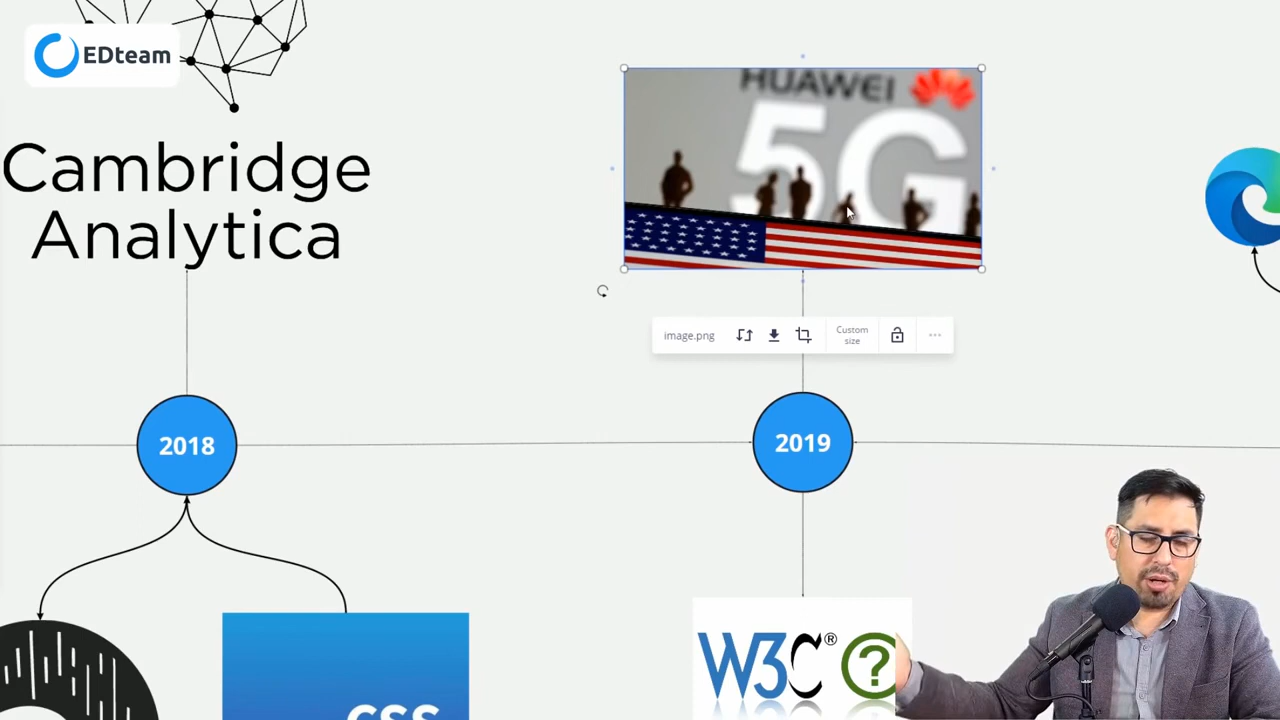 EDteam
HUAWEI
5G
Cambridge
Analytica
image.png
Custom
size
2018
2019
W3C®
?
CSS